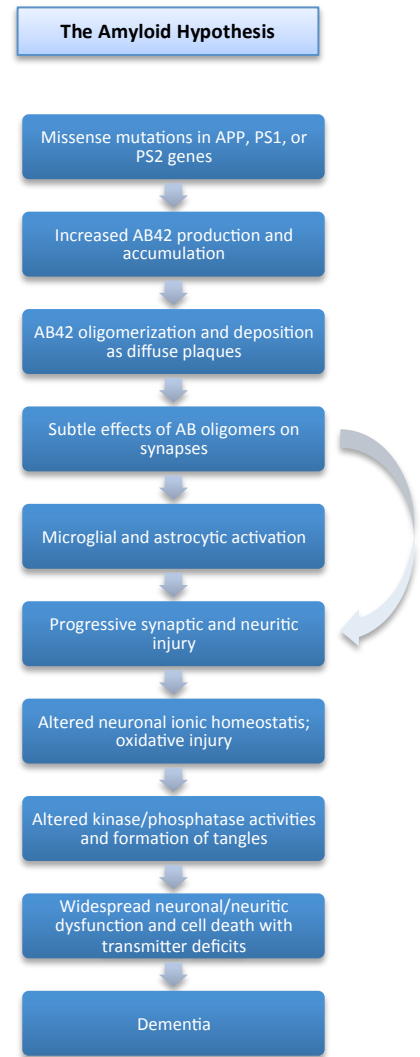 The Amyloid Hypothesis
Missense mutations in APP, PS1, or
PS2 genes
Increased AB42 production and
accumulation
AB42 oligomerization and deposition
as diffuse plaques
Subtle effects of AB oligomers on
synapses
Microglial and astrocytic activation
Progressive synaptic and neuritic
injury
Altered neuronal ionic homeostatis;
oxidative injury
Altered kinase/phosphatase activities
and formation of tangles
Widespread neuronal/neuritic
dysfunction and cell death with
transmitter deficits
Dementia